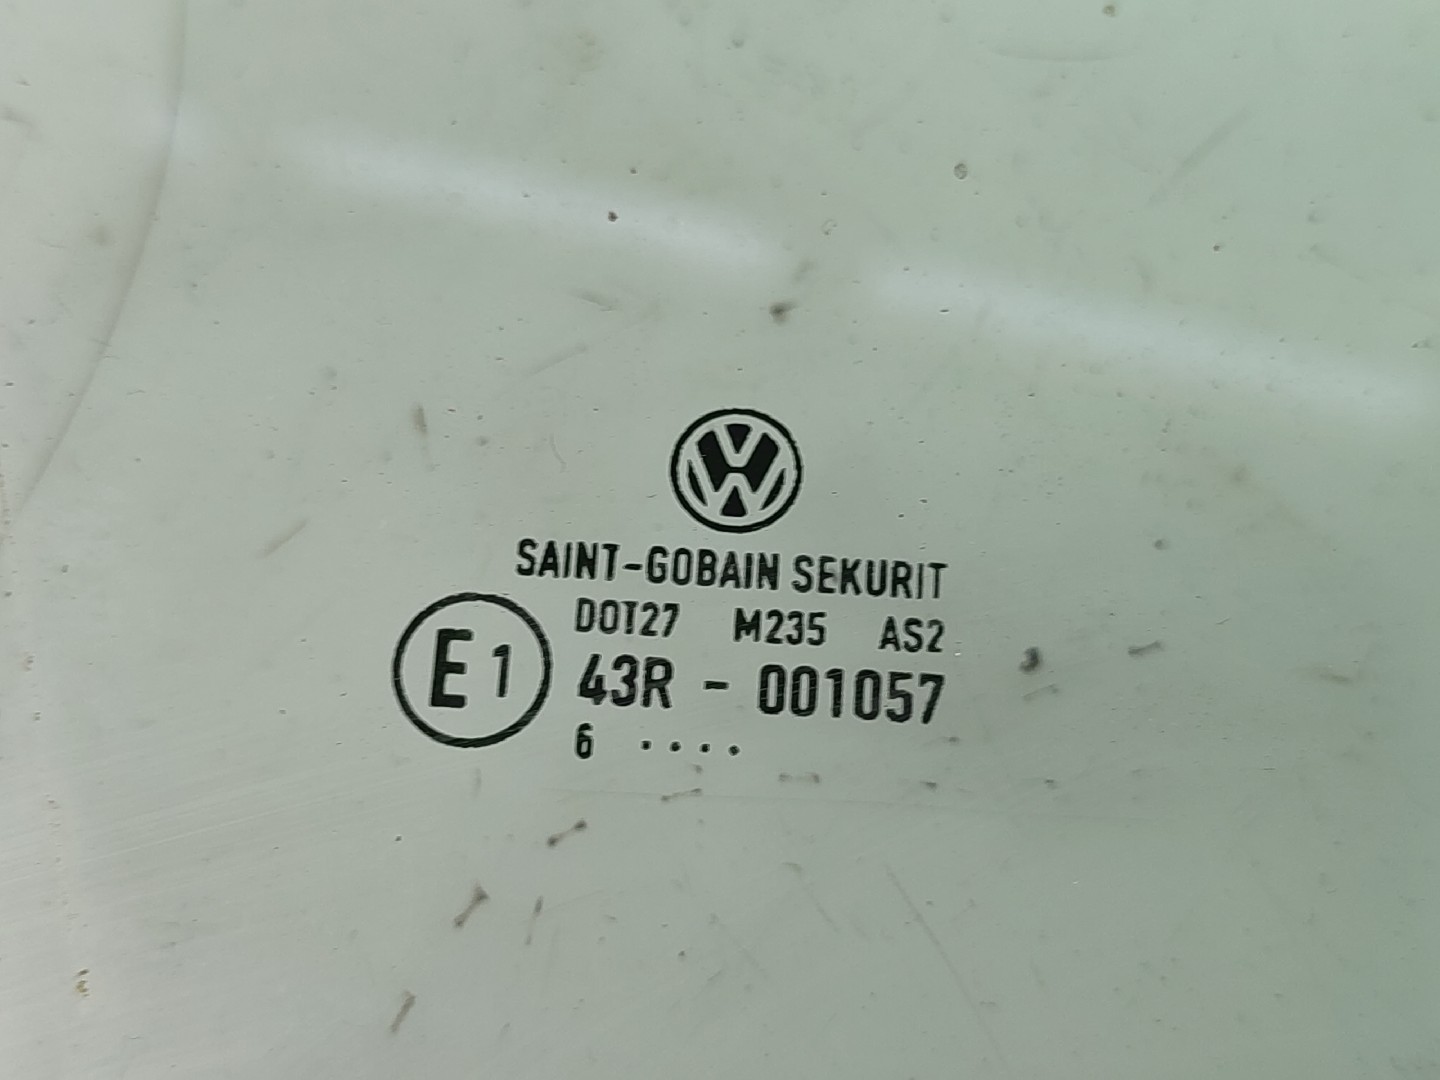 SAINT-GOBAIN SEKURIT
DOT27 M235 AS2
E1 43R - 001057
6 ....